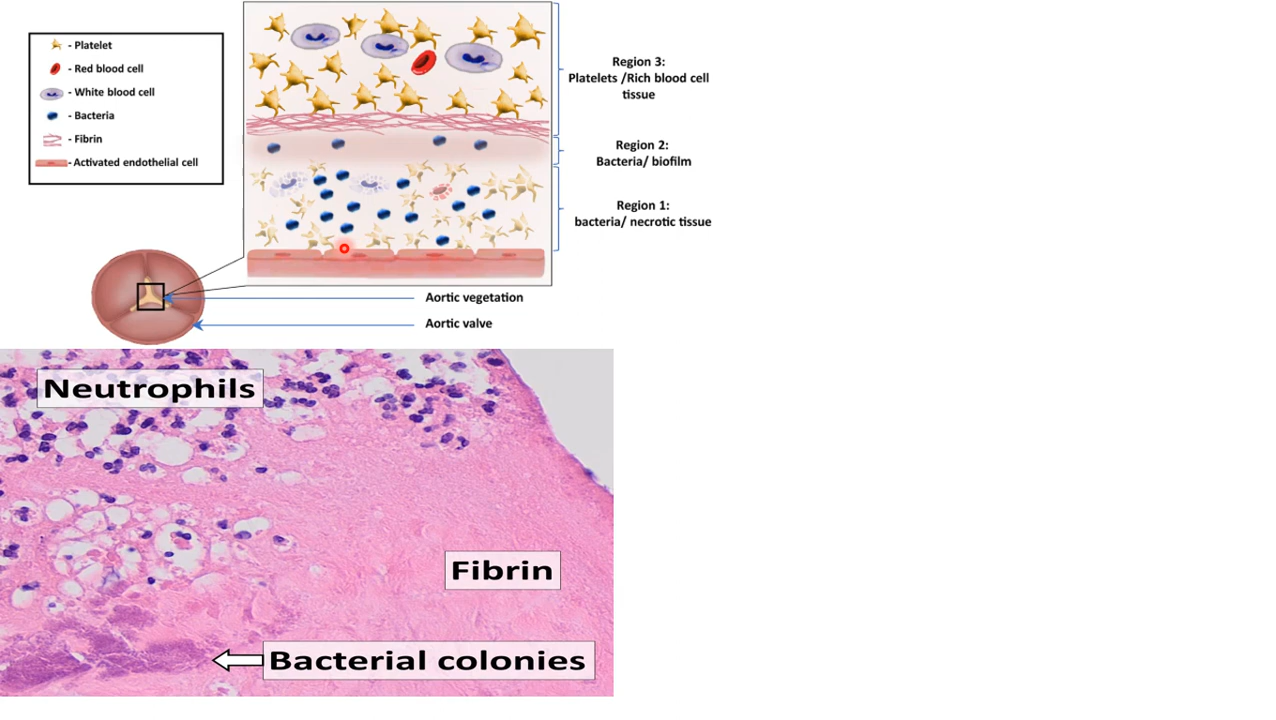 - Platelet
- Red blood cell
- White blood cell
- Bacteria
- Fibrin
- Activated endothelial cell
Region 3:
Platelets /Rich blood cell
tissue
Region 2:
Bacteria/ biofilm
Region 1:
bacteria/ necrotic tissue
Aortic vegetation
Aortic valve
Neutrophils
Fibrin
Bacterial colonies